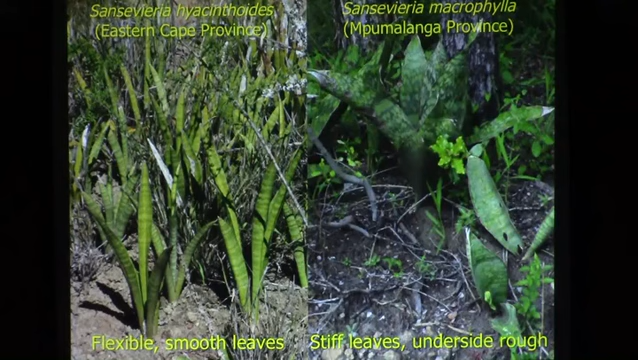 Sansevieria hyacinthoides
(Eastern Cape Province)
Sansevieria macrophylla
(Mpumalanga Province)
Flexible, smooth leaves
Stiff leaves, underside rough